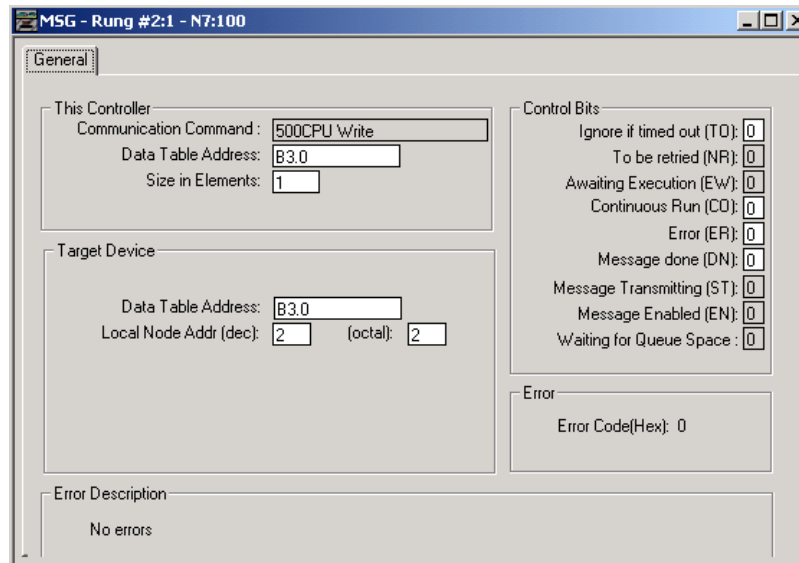 MSG - Rung #2:1 - N7:100
General
This Controller
Communication Command : 500CPU Write
Data Table Address: B3.0
Size in Elements: 1
Target Device
Data Table Address: B3.0
Local Node Addr (dec): 2 (octal): 2
Control Bits
Ignore if timed out (TO): 0
To be retried (NR): 0
Awaiting Execution (EW): 0
Continuous Run (CO): 0
Error (ER): 0
Message done (DN): 0
Message Transmitting (ST): 0
Message Enabled (EN): 0
Waiting for Queue Space : 0
Error
Error Code(Hex): 0
Error Description
No errors